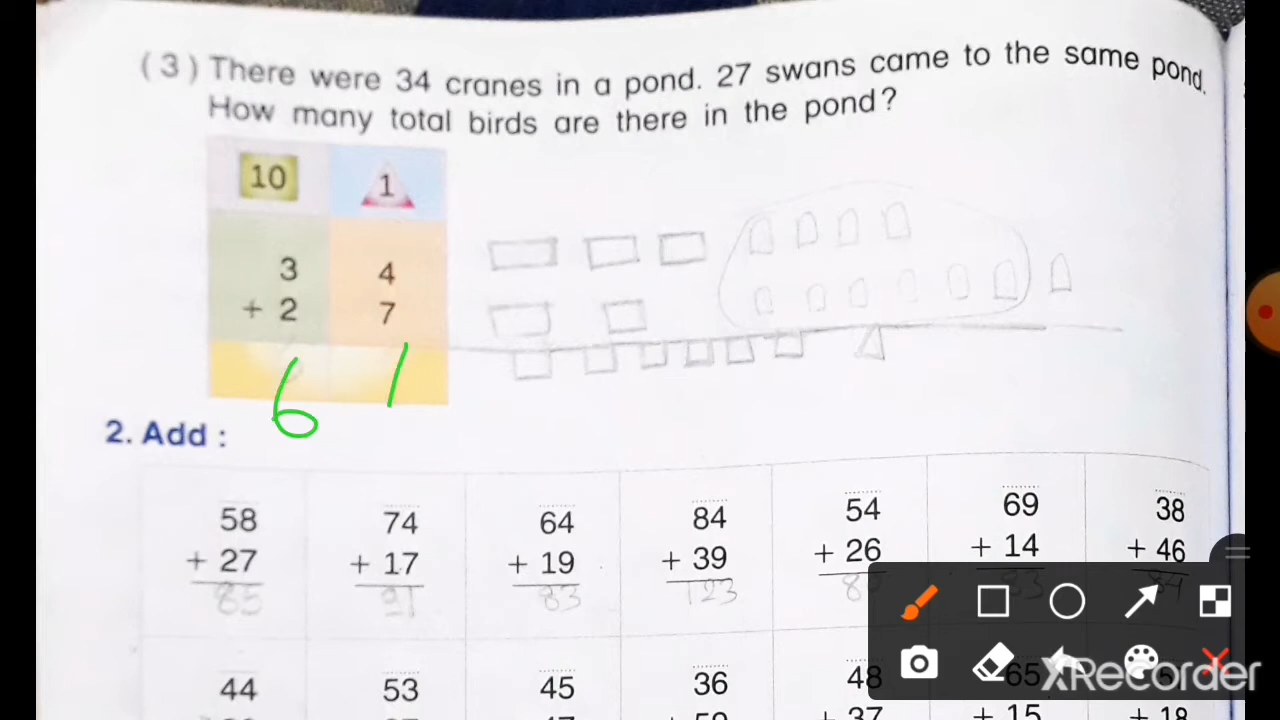 (3) There were 34 cranes in a pond. 27 swans came to the same pond.
How many total birds are there in the pond?
10 1
3 4
+ 2 7
6 1
2. Add :
58 74 64 84 54 69 38
+ 27 + 17 + 19 + 39 + 26 + 14 + 46
85 91 83 123 83 84
44 53 45 36 48 65
+ 37 + 15 + 18
XRecorder